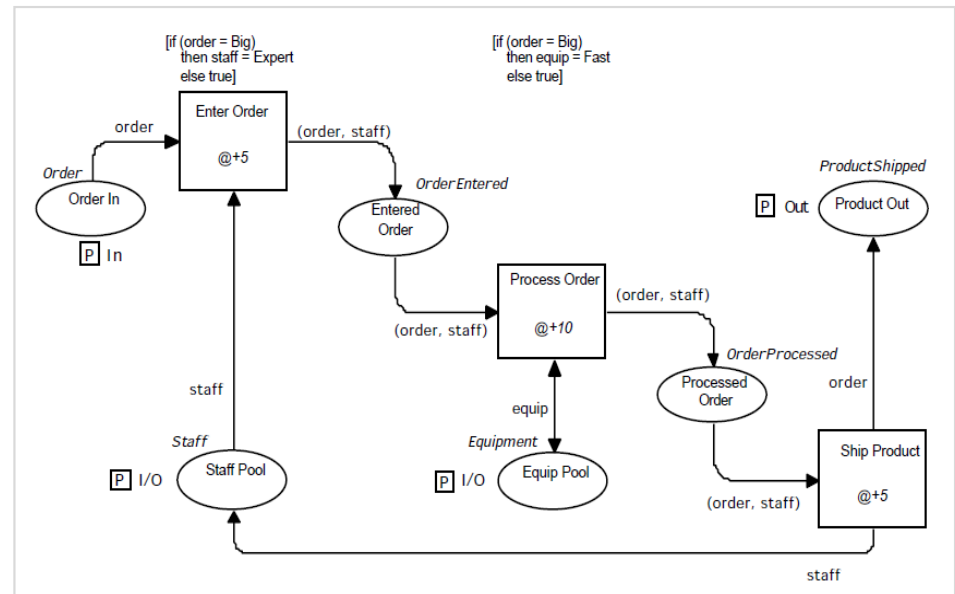 [if (order = Big)
then staff = Expert
else true]
[if (order = Big)
then equip = Fast
else true]
Enter Order
@+5
order
(order, staff)
Order
Order In
P In
OrderEntered
Entered
Order
ProductShipped
P Out
Product Out
Process Order
@+10
(order, staff)
(order, staff)
OrderProcessed
Processed
Order
order
staff
equip
Staff
P I/O
Staff Pool
Equipment
P I/O
Equip Pool
Ship Product
@+5
(order, staff)
staff